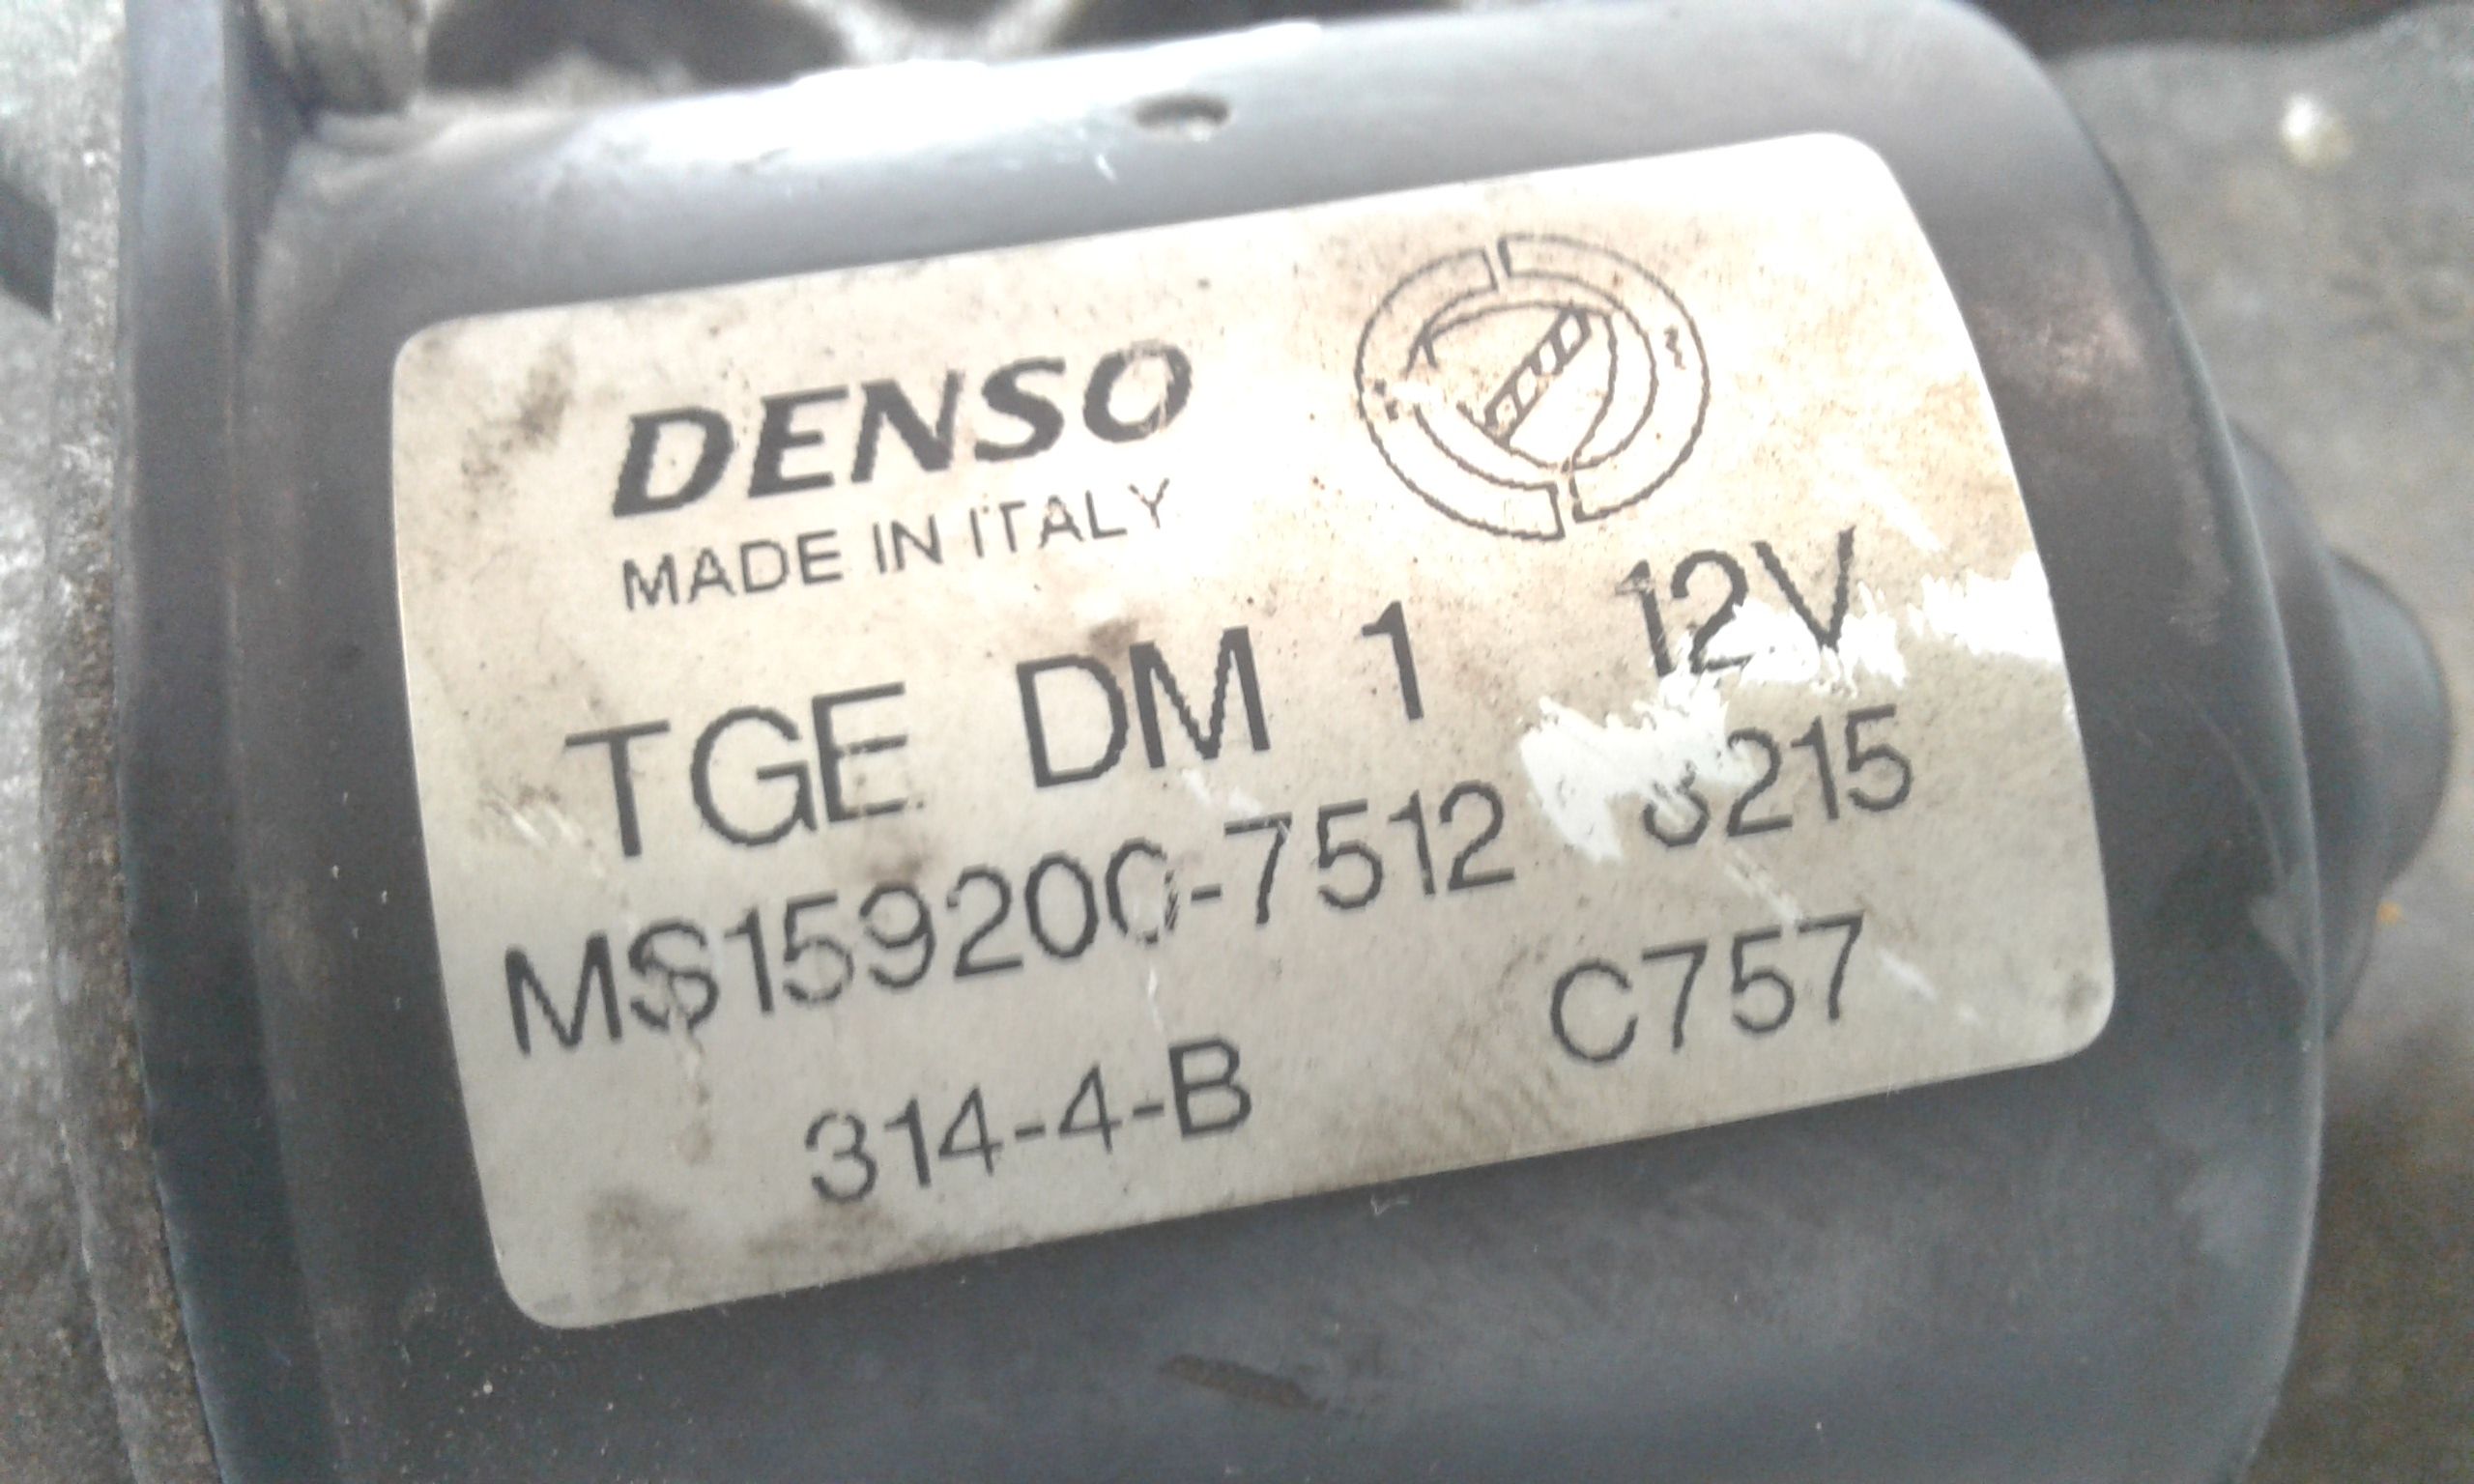 DENSO
MADE IN ITALY
TGE DM 1 12V
MS159200-7512
314-4-B C757